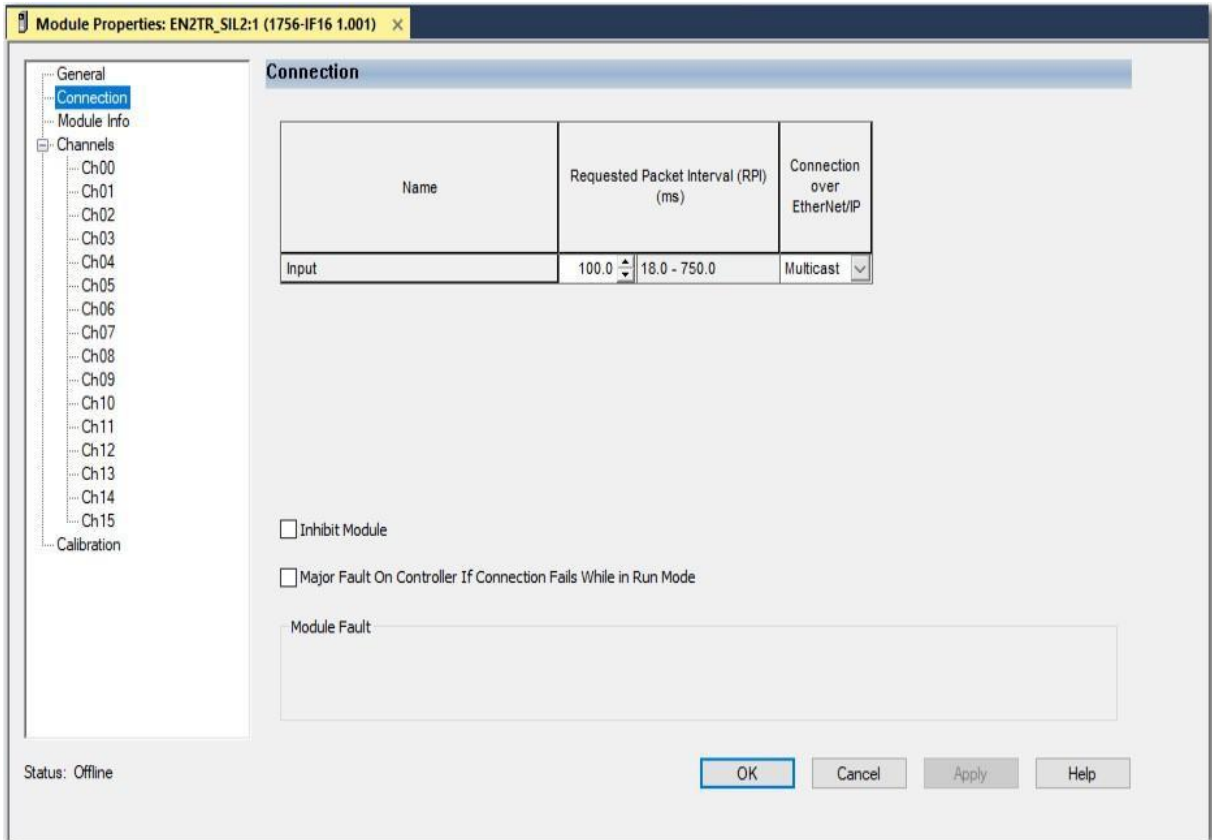 Module Properties: EN2TR_SIL2:1 (1756-IF16 1.001)
General
Connection
Module Info
Channels
Ch00
Ch01
Ch02
Ch03
Ch04
Ch05
Ch06
Ch07
Ch08
Ch09
Ch10
Ch11
Ch12
Ch13
Ch14
Ch15
Calibration
Connection
Name
Requested Packet Interval (RPI)
(ms)
Connection
over
EtherNet/IP
Input
100.0
18.0 - 750.0
Multicast
Inhibit Module
Major Fault On Controller If Connection Fails While in Run Mode
Module Fault
Status: Offline
OK
Cancel
Apply
Help